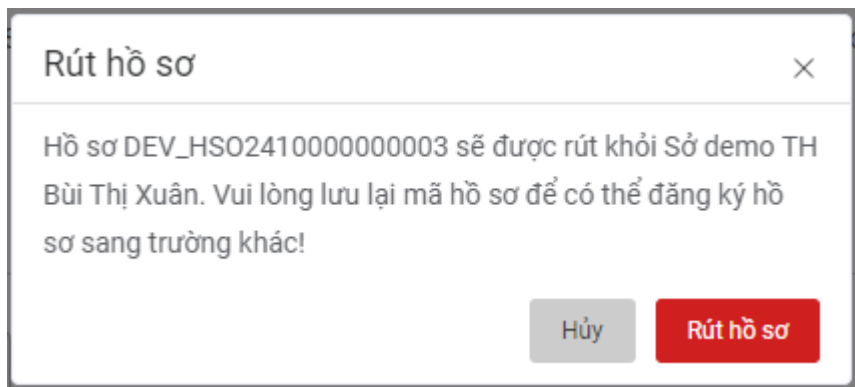 Rút hồ sơ
Hồ sơ DEV_HSO2410000000003 sẽ được rút khỏi Sở demo TH
Bùi Thị Xuân. Vui lòng lưu lại mã hồ sơ để có thể đăng ký hồ
sơ sang trường khác!
Hủy
Rút hồ sơ